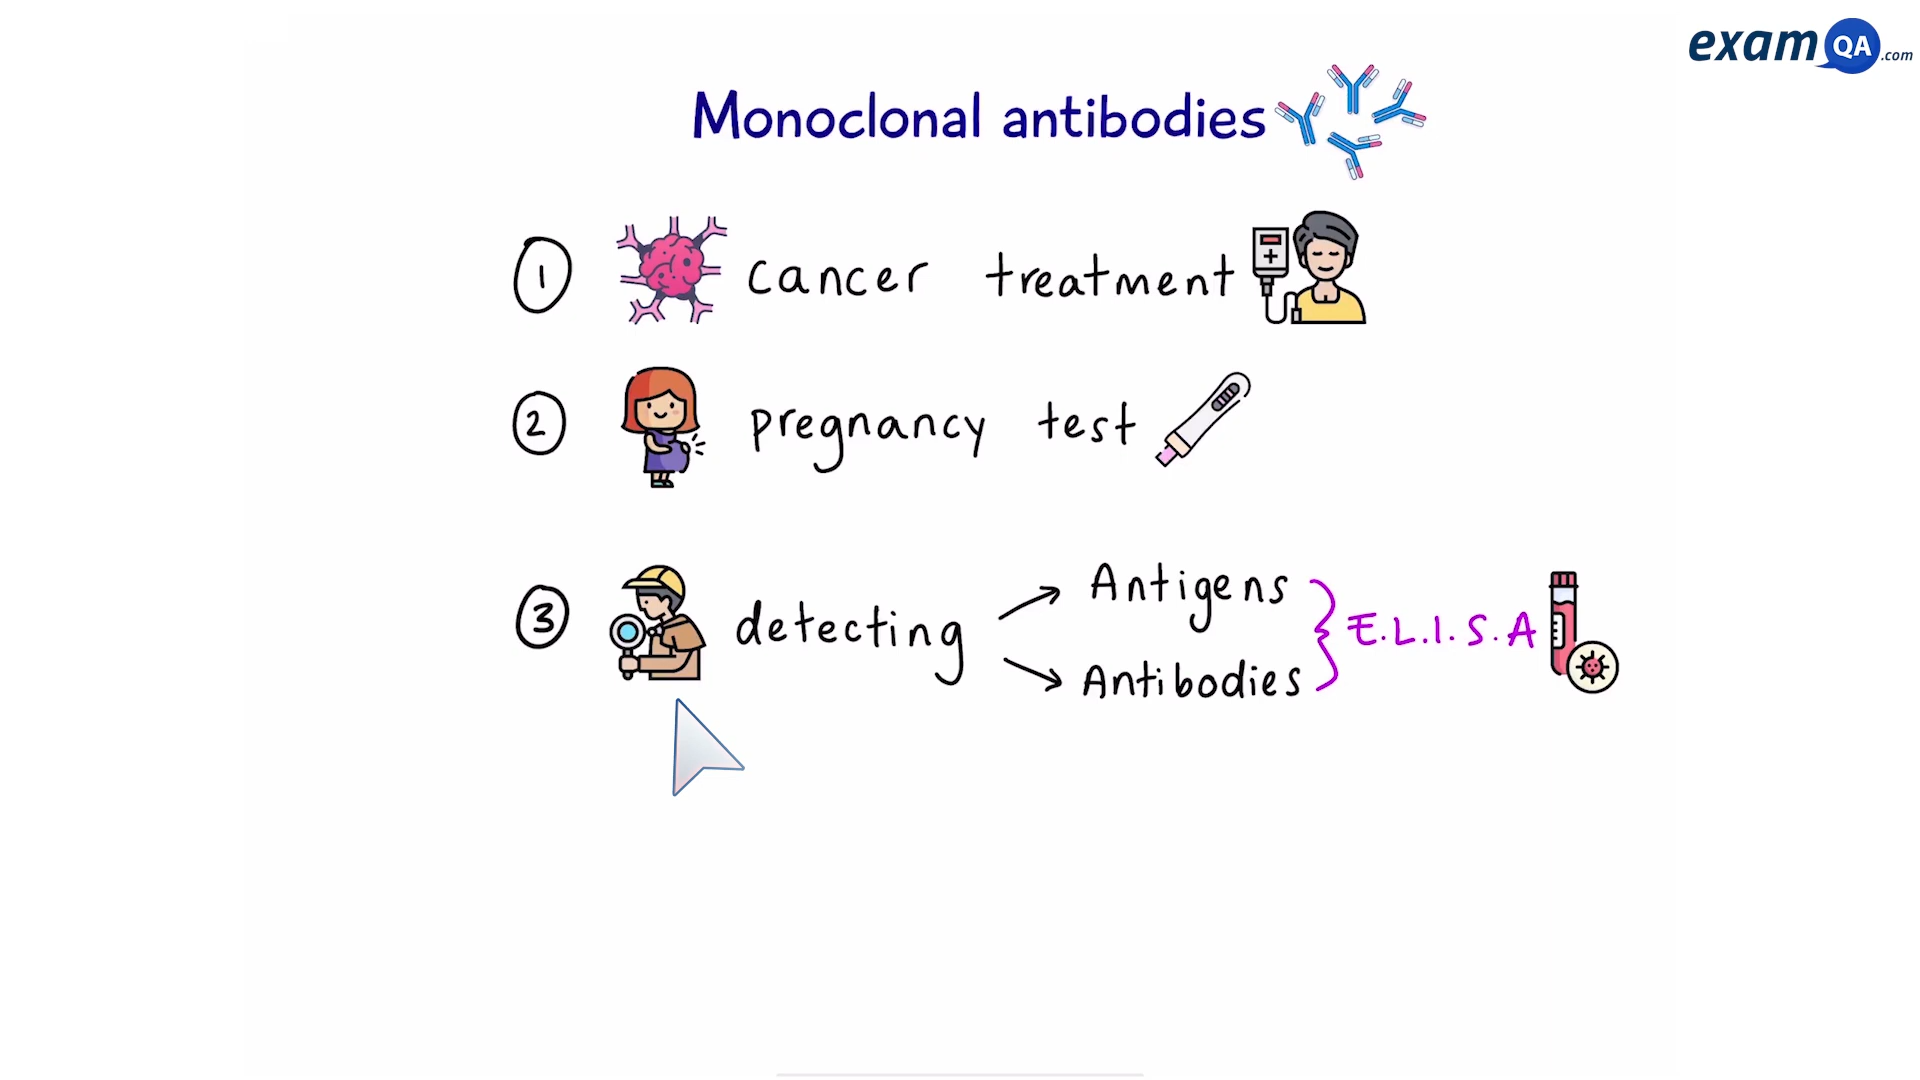 examQA.com
Monoclonal antibodies
1 cancer treatment
2 pregnancy test
3 detecting
Antigens
Antibodies
E.L.I.S.A